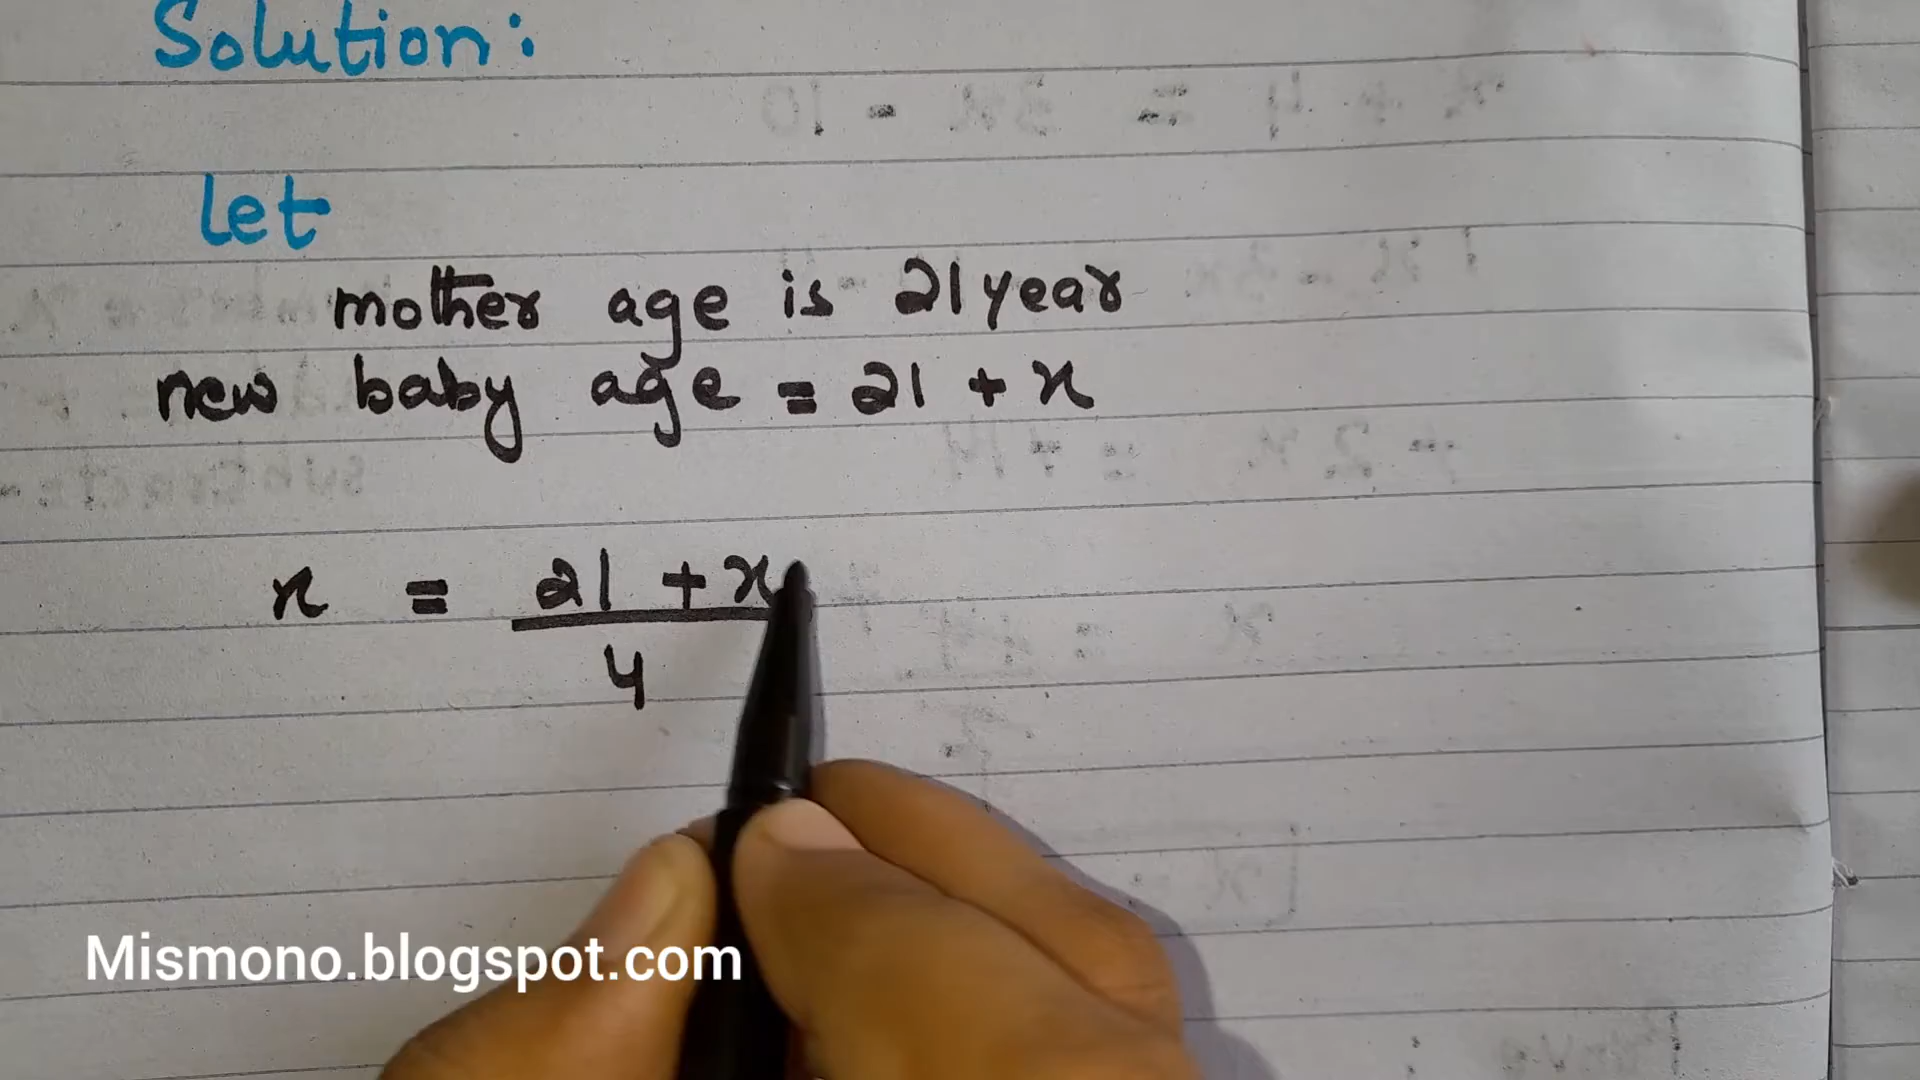 Solution:
let
mother age is 21 year
new baby age = 21 + x
x = 21 + x
4
Mismono.blogspot.com